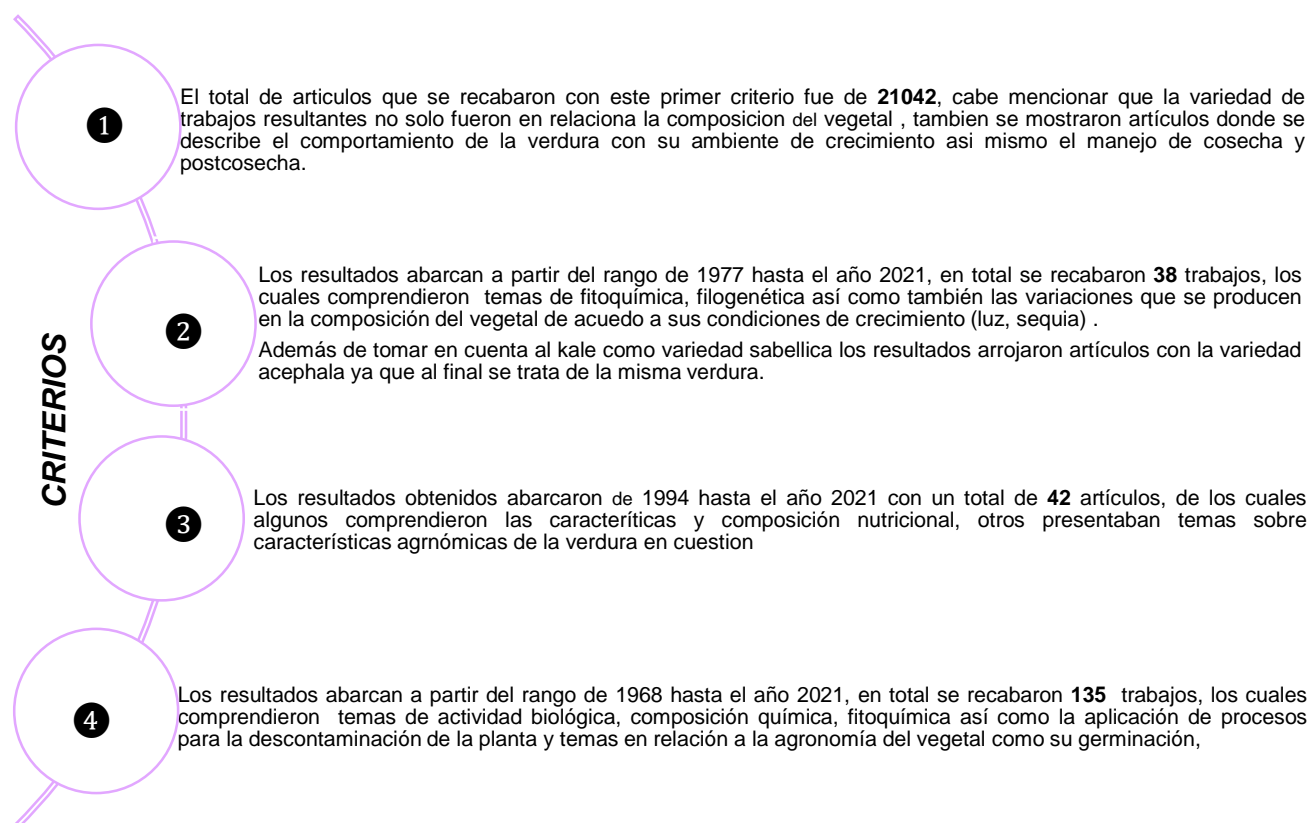 CRITERIOS
1
El total de articulos que se recabaron con este primer criterio fue de 21042, cabe mencionar que la variedad de
trabajos resultantes no solo fueron en relaciona la composicion del vegetal , tambien se mostraron artículos donde se
describe el comportamiento de la verdura con su ambiente de crecimiento asi mismo el manejo de cosecha y
postcosecha.
2
Los resultados abarcan a partir del rango de 1977 hasta el año 2021, en total se recabaron 38 trabajos, los
cuales comprendieron temas de fitoquímica, filogenética así como también las variaciones que se producen
en la composición del vegetal de acuedo a sus condiciones de crecimiento (luz, sequia) .
Además de tomar en cuenta al kale como variedad sabellica los resultados arrojaron artículos con la variedad
acephala ya que al final se trata de la misma verdura.
3
Los resultados obtenidos abarcaron de 1994 hasta el año 2021 con un total de 42 artículos, de los cuales
algunos comprendieron las caracteríticas y composición nutricional, otros presentaban temas sobre
características agrnómicas de la verdura en cuestion
4
Los resultados abarcan a partir del rango de 1968 hasta el año 2021, en total se recabaron 135 trabajos, los cuales
comprendieron temas de actividad biológica, composición química, fitoquímica así como la aplicación de procesos
para la descontaminación de la planta y temas en relación a la agronomía del vegetal como su germinación,